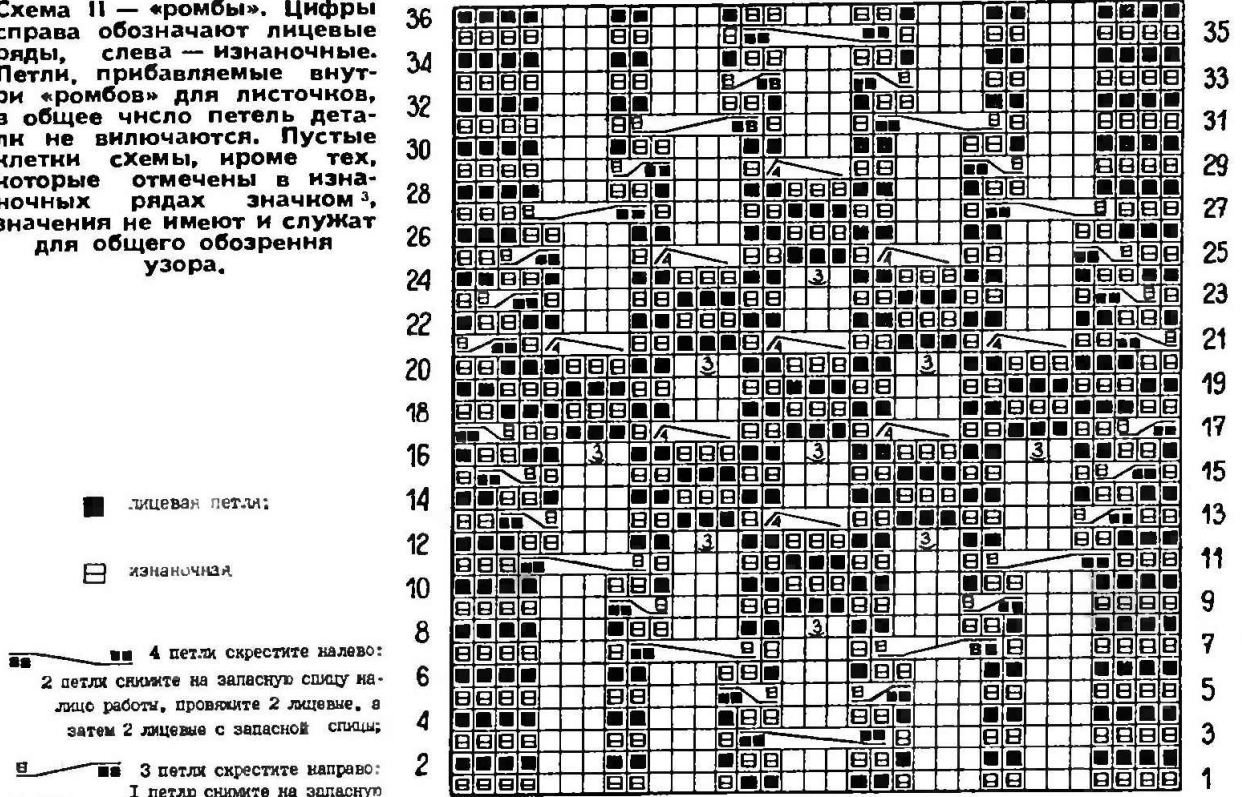 Схема II — «ромбы». Цифры
справа обозначают лицевые
ряды, слева — изнаночные.
Петли, прибавляемые внут-
ри «ромбов» для листочков,
в общее число петель дета-
ли не вилючаются. Пустые
клетки схемы, ироме тех,
которые отмечены в изна-
ночных рядах значком ³,
значения не имеют и служат
для общего обозрення
узора.
лицевая петля;
изнаночная
4 петли скрестите налево:
2 петли снимите на запасную спицу на-
лицо работы, провяжите 2 лицевые, а
затем 2 лицевые с запасной спицы;
3 петли скрестите направо:
1 петлю снимите на запасную
36
34
32
30
28
26
24
22
20
18
16
14
12
10
8
6
4
2
35
33
31
29
27
25
23
21
19
17
15
13
11
9
7
5
3
1